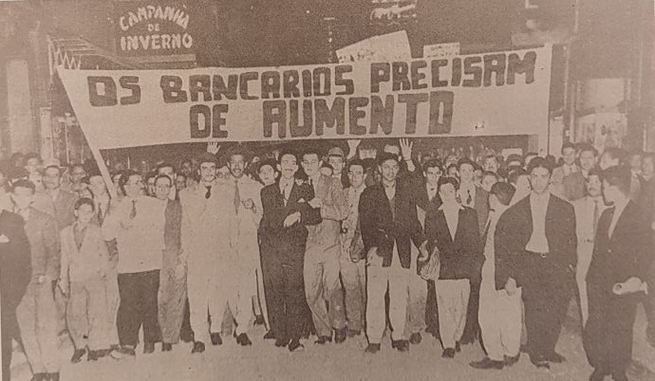 CAMPANHA
DE
INVERNO
OS BANCARIOS PRECISAM
DE AUMENTO